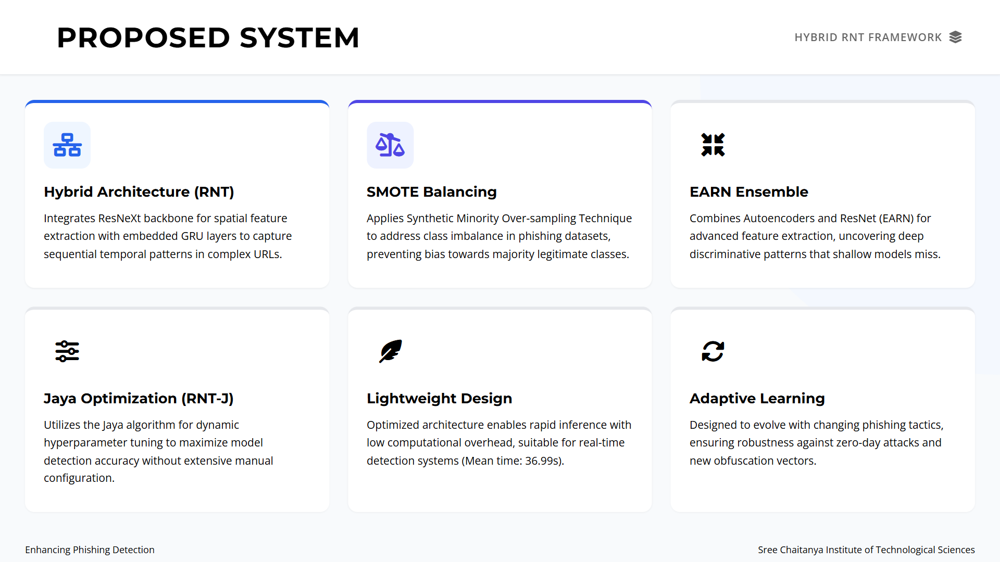 PROPOSED SYSTEM
HYBRID RNT FRAMEWORK
Hybrid Architecture (RNT)
Integrates ResNeXt backbone for spatial feature
extraction with embedded GRU layers to capture
sequential temporal patterns in complex URLs.
SMOTE Balancing
Applies Synthetic Minority Over-sampling Technique
to address class imbalance in phishing datasets,
preventing bias towards majority legitimate classes.
EARN Ensemble
Combines Autoencoders and ResNet (EARN) for
advanced feature extraction, uncovering deep
discriminative patterns that shallow models miss.
Jaya Optimization (RNT-J)
Utilizes the Jaya algorithm for dynamic
hyperparameter tuning to maximize model
detection accuracy without extensive manual
configuration.
Lightweight Design
Optimized architecture enables rapid inference with
low computational overhead, suitable for real-time
detection systems (Mean time: 36.99s).
Adaptive Learning
Designed to evolve with changing phishing tactics,
ensuring robustness against zero-day attacks and
new obfuscation vectors.
Enhancing Phishing Detection
Sree Chaitanya Institute of Technological Sciences